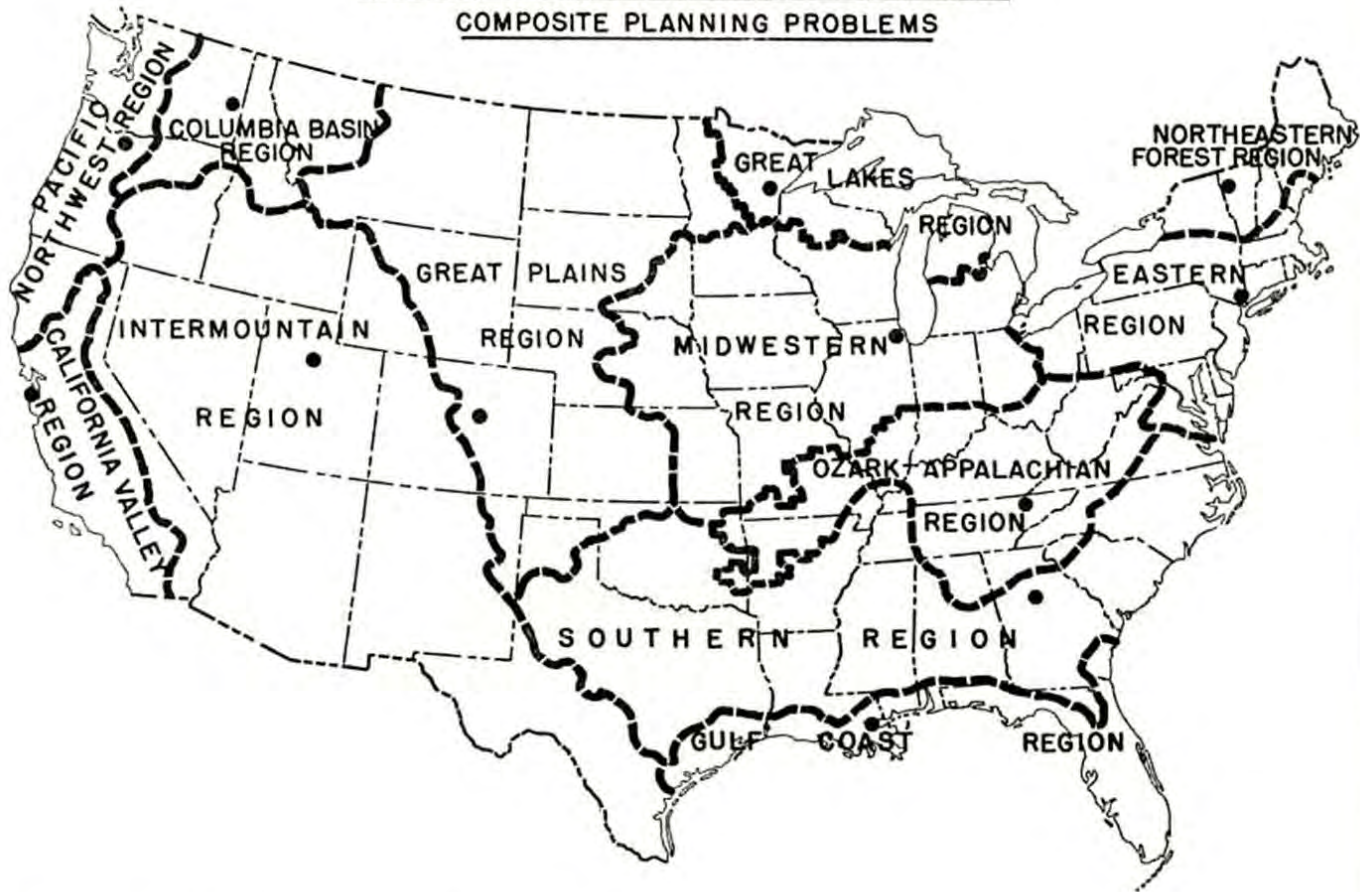 COMPOSITE PLANNING PROBLEMS
PACIFIC
NORTHWEST REGION
COLUMBIA BASIN
REGION
GREAT
LAKES
REGION
NORTHEASTERN
FOREST REGION
EASTERN
REGION
GREAT PLAINS
REGION
INTERMOUNTAIN
REGION
CALIFORNIA VALLEY
REGION
MIDWESTERN
REGION
OZARK-APPALACHIAN
REGION
SOUTHERN REGION
GULF COAST REGION